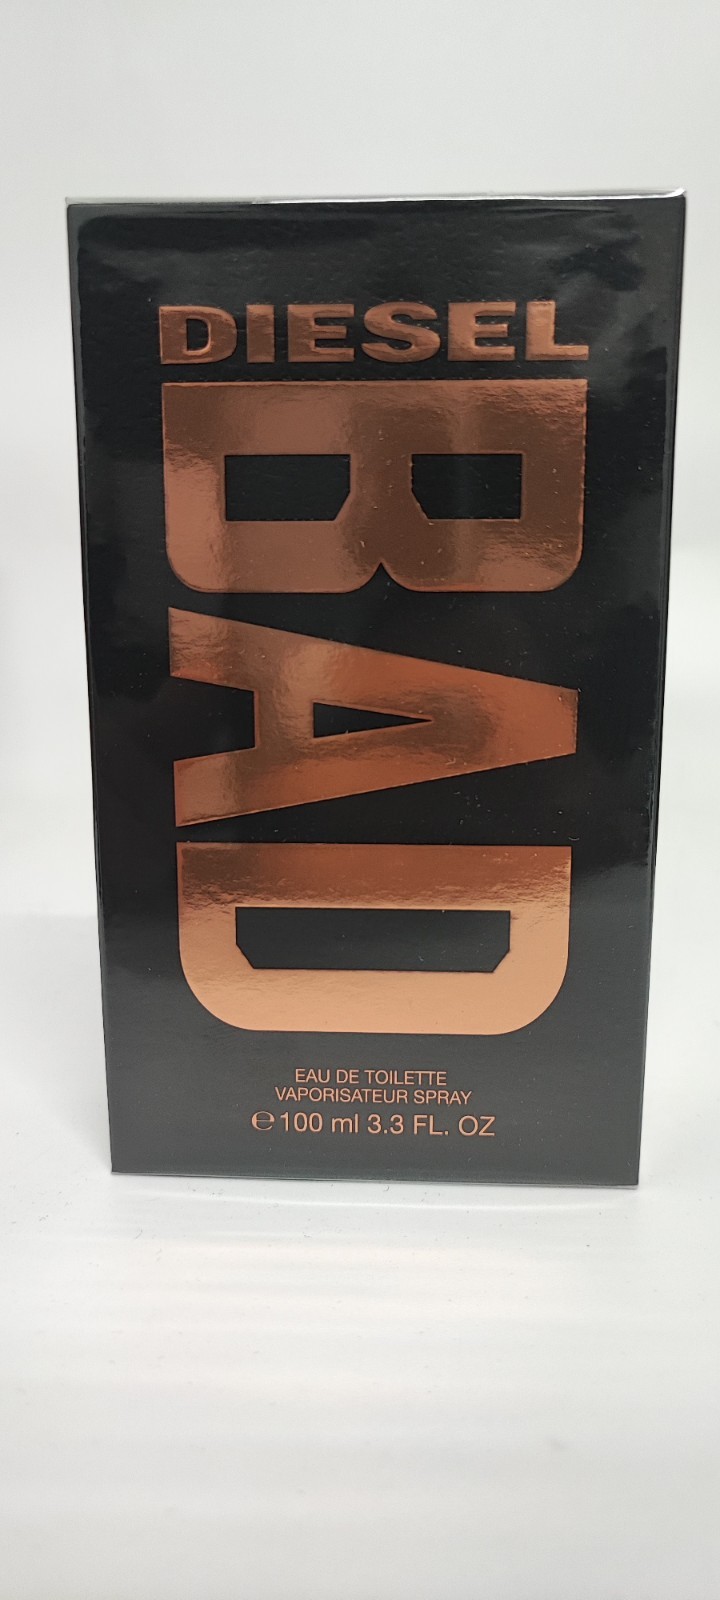 DIESEL
BAD
EAU DE TOILETTE
VAPORISATEUR SPRAY
℮ 100 ml 3.3 FL. OZ